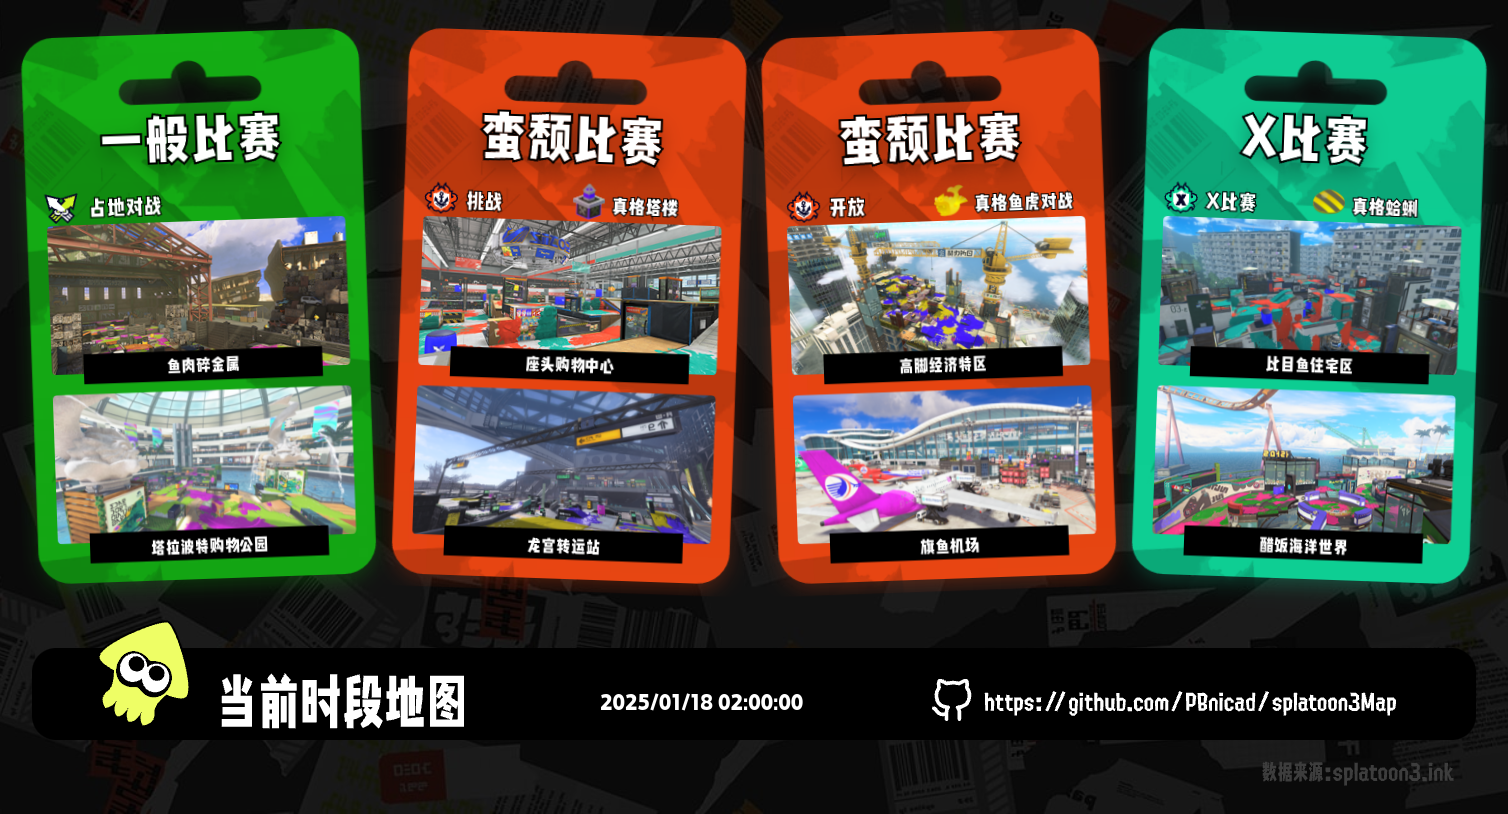 一般比赛
占地对战
鱼肉碎金属
塔拉波特购物公园
蛮颓比赛
挑战
真格塔楼
座头购物中心
龙宫转运站
蛮颓比赛
开放
真格鱼虎对战
高脚经济特区
旗鱼机场
X比赛
X比赛
真格蛤蜊
比目鱼住宅区
醋饭海洋世界
当前时段地图
2025/01/18 02:00:00
https://github.com/PBnicad/splatoon3Map
数据来源:splatoon3.ink